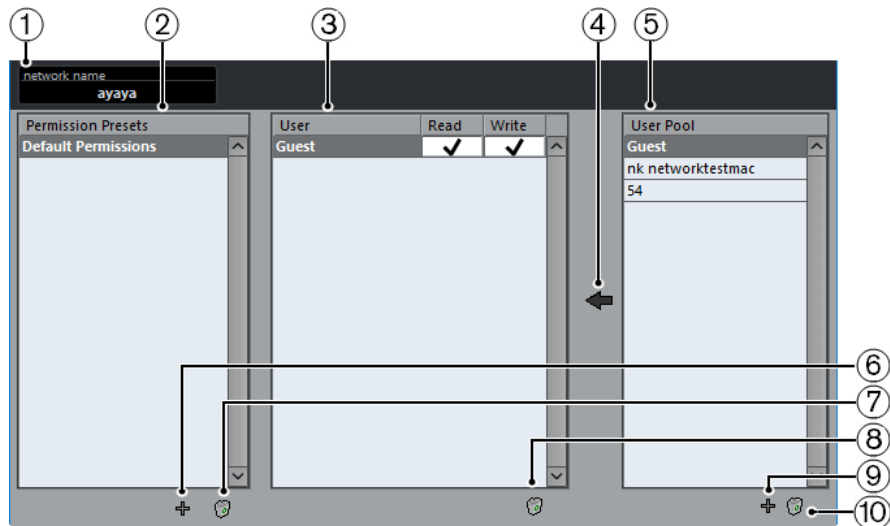 1 2 3 4 5
network name
ayaya
Permission Presets
Default Permissions
User Read Write
Guest
User Pool
Guest
nk networktestmac
54
6
7
8
9
10